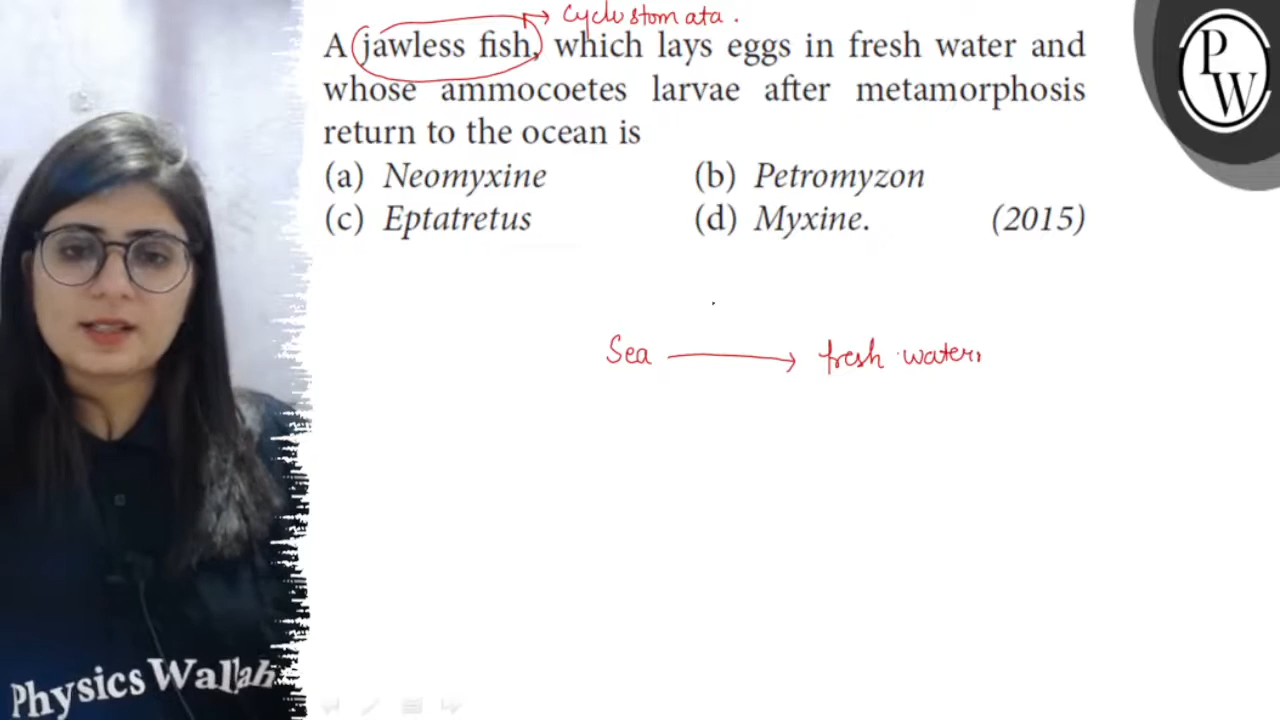 → Cyclostomata.
A jawless fish, which lays eggs in fresh water and
whose ammocoetes larvae after metamorphosis
return to the ocean is
(a) Neomyxine (b) Petromyzon
(c) Eptatretus (d) Myxine. (2015)
Sea → fresh water,
PW
Physics Wallah